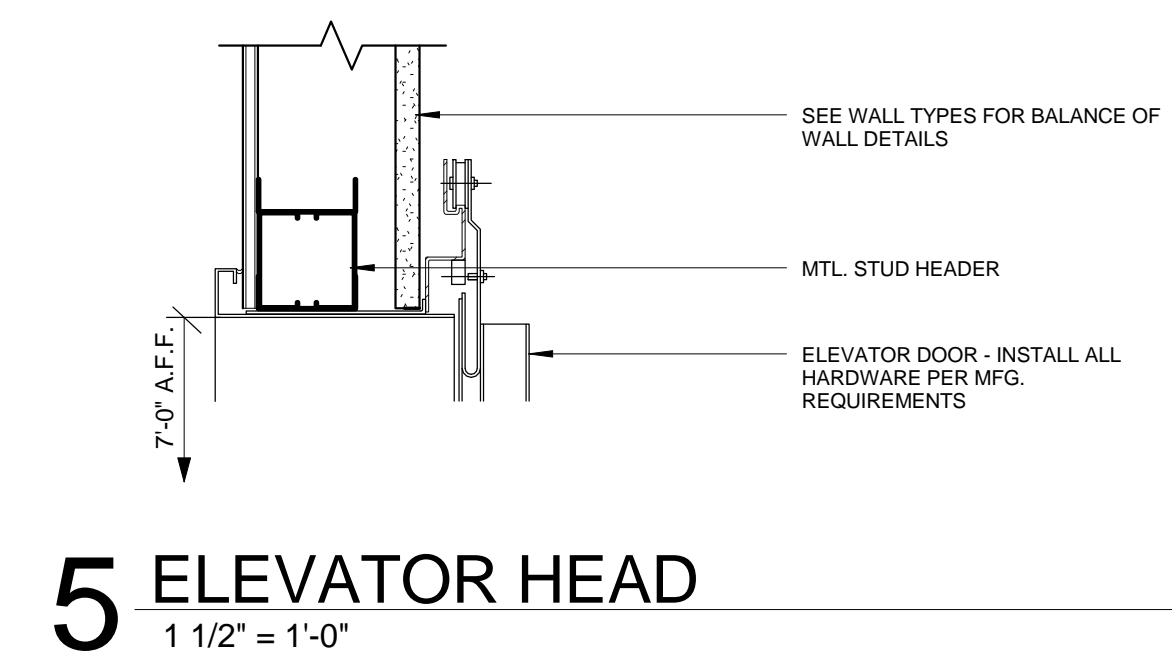 SEE WALL TYPES FOR BALANCE OF
WALL DETAILS
MTL. STUD HEADER
ELEVATOR DOOR - INSTALL ALL
HARDWARE PER MFG.
REQUIREMENTS
7'-0" A.F.F.
5 ELEVATOR HEAD
1 1/2" = 1'-0"